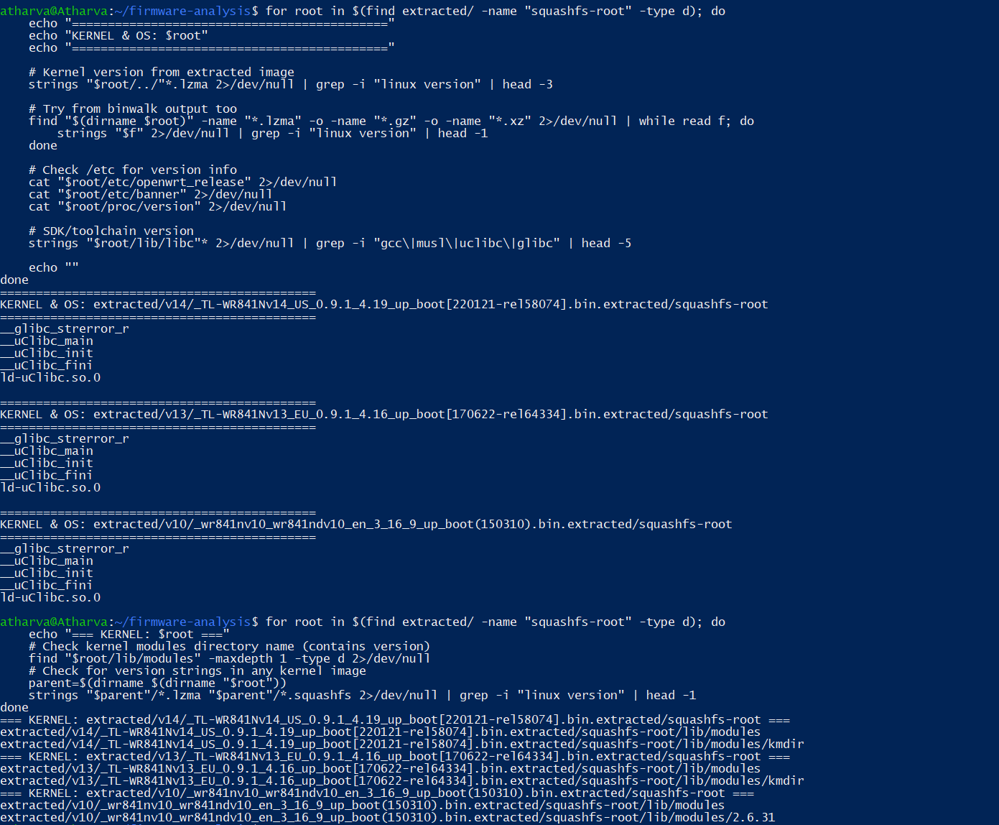 atharva@Atharva:~/firmware-analysis$ for root in $(find extracted/ -name "squashfs-root" -type d); do
    echo "============================================"
    echo "KERNEL & OS: $root"
    echo "============================================"

    # Kernel version from extracted image
    strings "$root/../"*.lzma 2>/dev/null | grep -i "linux version" | head -3

    # Try from binwalk output too
    find "$(dirname $root)" -name "*.lzma" -o -name "*.gz" -o -name "*.xz" 2>/dev/null | while read f; do
        strings "$f" 2>/dev/null | grep -i "linux version" | head -1
    done

    # Check /etc for version info
    cat "$root/etc/openwrt_release" 2>/dev/null
    cat "$root/etc/banner" 2>/dev/null
    cat "$root/proc/version" 2>/dev/null

    # SDK/toolchain version
    strings "$root/lib/libc"* 2>/dev/null | grep -i "gcc\|musl\|uclibc\|glibc" | head -5

    echo ""
done
============================================
KERNEL & OS: extracted/v14/_TL-WR841Nv14_US_0.9.1_4.19_up_boot[220121-rel58074].bin.extracted/squashfs-root
============================================
__glibc_strerror_r
__uClibc_main
__uClibc_init
__uClibc_fini
ld-uClibc.so.0

============================================
KERNEL & OS: extracted/v13/_TL-WR841Nv13_EU_0.9.1_4.16_up_boot[170622-rel64334].bin.extracted/squashfs-root
============================================
__glibc_strerror_r
__uClibc_main
__uClibc_init
__uClibc_fini
ld-uClibc.so.0

============================================
KERNEL & OS: extracted/v10/_wr841nv10_wr841ndv10_en_3_16_9_up_boot(150310).bin.extracted/squashfs-root
============================================
__glibc_strerror_r
__uClibc_main
__uClibc_init
__uClibc_fini
ld-uClibc.so.0

atharva@Atharva:~/firmware-analysis$ for root in $(find extracted/ -name "squashfs-root" -type d); do
    echo "=== KERNEL: $root ==="
    # Check kernel modules directory name (contains version)
    find "$root/lib/modules" -maxdepth 1 -type d 2>/dev/null
    # Check for version strings in any kernel image
    parent=$(dirname $(dirname "$root"))
    strings "$parent"/*.lzma "$parent"/*.squashfs 2>/dev/null | grep -i "linux version" | head -1
done
=== KERNEL: extracted/v14/_TL-WR841Nv14_US_0.9.1_4.19_up_boot[220121-rel58074].bin.extracted/squashfs-root ===
extracted/v14/_TL-WR841Nv14_US_0.9.1_4.19_up_boot[220121-rel58074].bin.extracted/squashfs-root/lib/modules
extracted/v14/_TL-WR841Nv14_US_0.9.1_4.19_up_boot[220121-rel58074].bin.extracted/squashfs-root/lib/modules/kmdir
=== KERNEL: extracted/v13/_TL-WR841Nv13_EU_0.9.1_4.16_up_boot[170622-rel64334].bin.extracted/squashfs-root ===
extracted/v13/_TL-WR841Nv13_EU_0.9.1_4.16_up_boot[170622-rel64334].bin.extracted/squashfs-root/lib/modules
extracted/v13/_TL-WR841Nv13_EU_0.9.1_4.16_up_boot[170622-rel64334].bin.extracted/squashfs-root/lib/modules/kmdir
=== KERNEL: extracted/v10/_wr841nv10_wr841ndv10_en_3_16_9_up_boot(150310).bin.extracted/squashfs-root ===
extracted/v10/_wr841nv10_wr841ndv10_en_3_16_9_up_boot(150310).bin.extracted/squashfs-root/lib/modules
extracted/v10/_wr841nv10_wr841ndv10_en_3_16_9_up_boot(150310).bin.extracted/squashfs-root/lib/modules/2.6.31